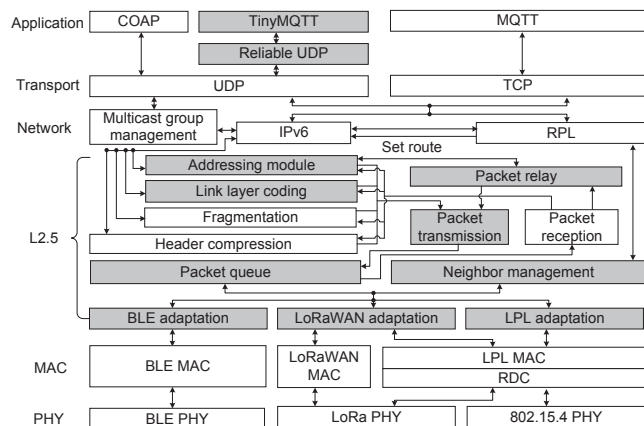 Application
COAP
TinyMQTT
MQTT
Reliable UDP
Transport
UDP
TCP
Network
Multicast group
management
IPv6
RPL
Set route
L2.5
Addressing module
Packet relay
Link layer coding
Fragmentation
Packet
transmission
Packet
reception
Header compression
Packet queue
Neighbor management
BLE adaptation
LoRaWAN adaptation
LPL adaptation
MAC
BLE MAC
LoRaWAN
MAC
LPL MAC
RDC
PHY
BLE PHY
LoRa PHY
802.15.4 PHY